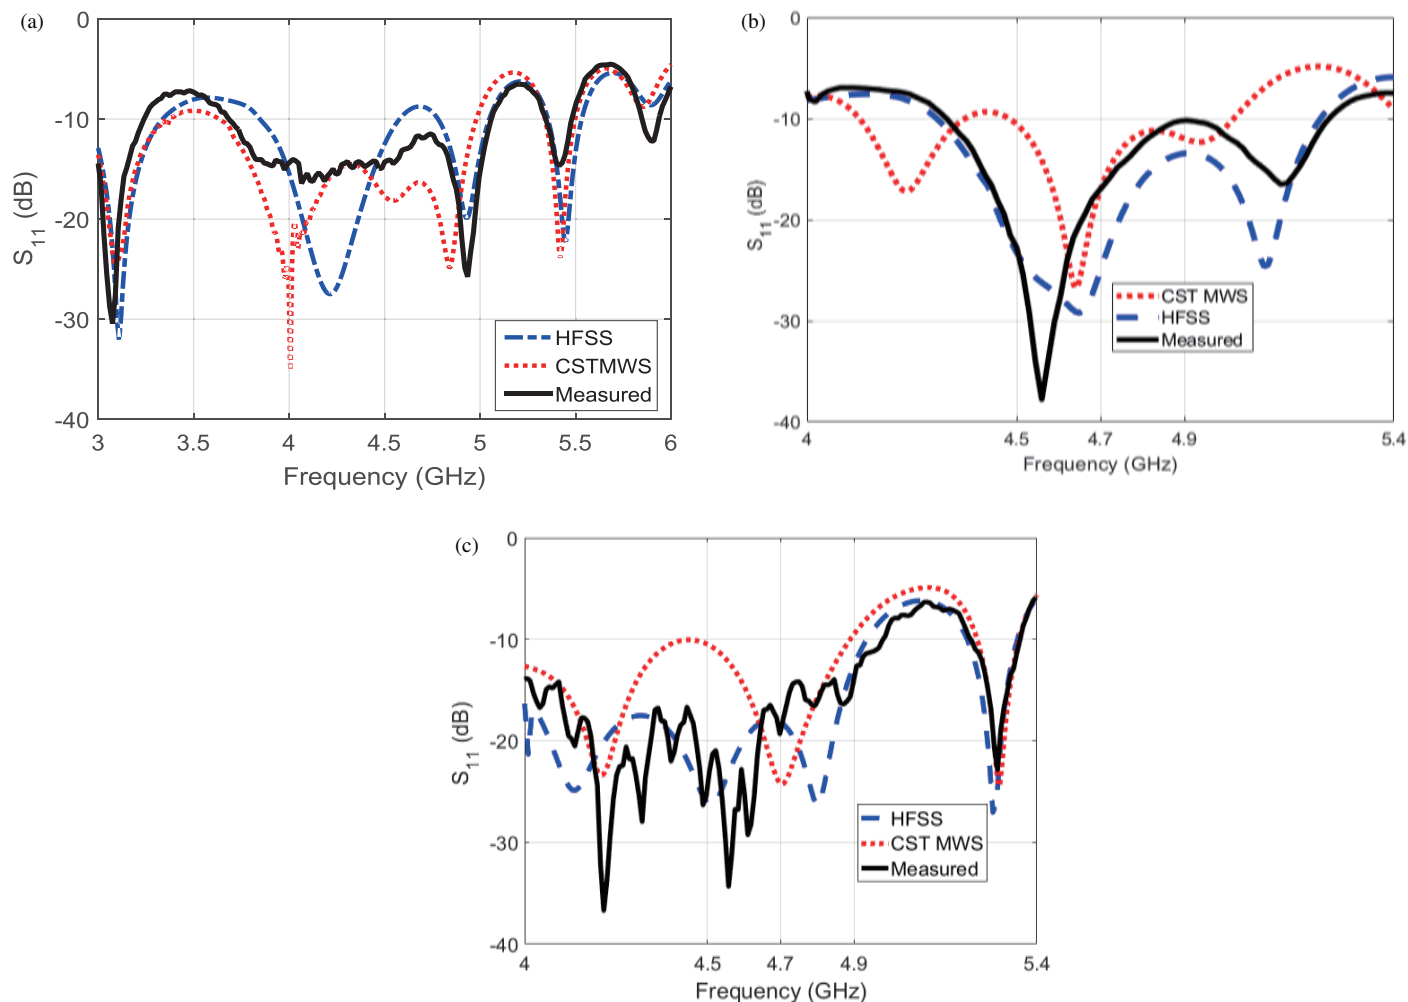 (a)
0
-10
-20
-30
-40
S11 (dB)
3
3.5
4
4.5
5
5.5
6
Frequency (GHz)
HFSS
CSTMWS
Measured
(b)
0
-10
-20
-30
-40
S11 (dB)
4
4.5
4.7
4.9
5.4
Frequency (GHz)
CST MWS
HFSS
Measured
(c)
0
-10
-20
-30
-40
S11 (dB)
4
4.5
4.7
4.9
5.4
Frequency (GHz)
HFSS
CST MWS
Measured